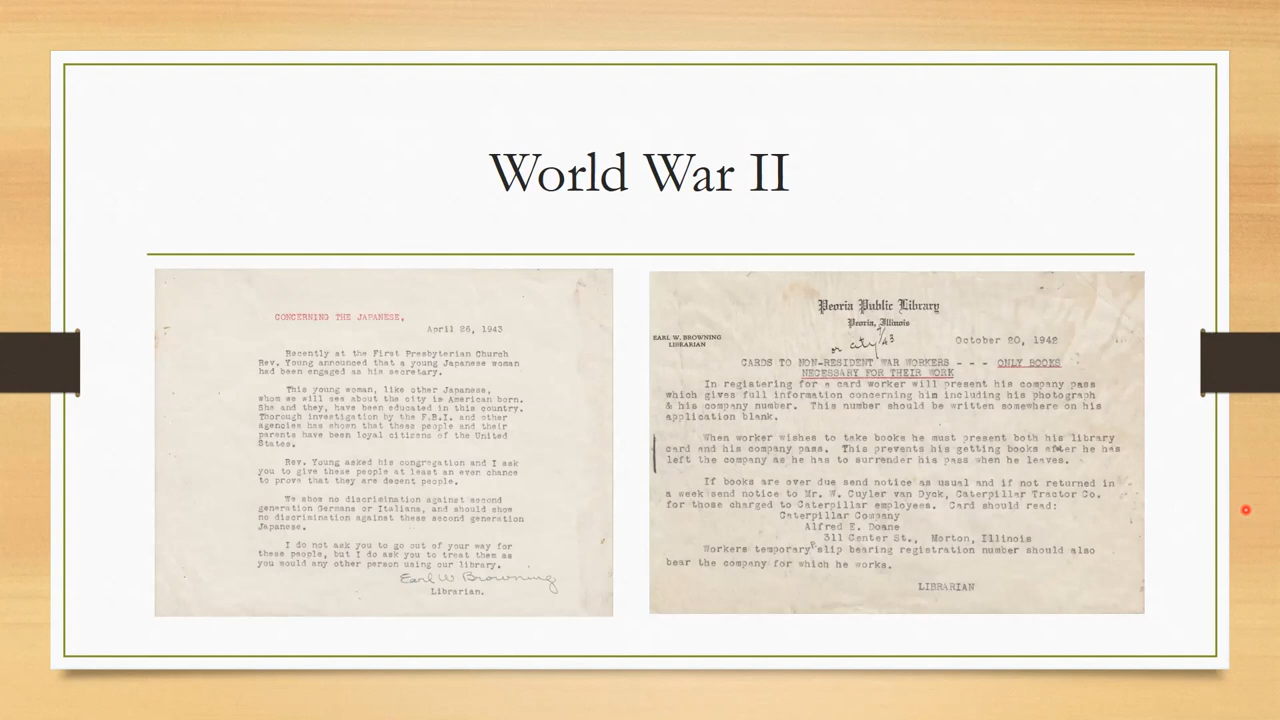 World War II
CONCERNING THE JAPANESE,
April 26, 1943
Recently at the First Presbyterian Church
Rev. Young announced that a young Japanese woman
had been engaged as his secretary.
This young woman, like other Japanese,
whom we will see about the city is American born.
She and they, have been educated in this country.
Thorough investigation by the F.B.I. and other
agencies has shown that these people and their
parents have been loyal citizens of the United
States.
Rev. Young asked his congregation and I ask
you to give these people at least an even chance
to prove that they are decent people.
We show no discrimination against second
generation Germans or Italians, and should show
no discrimination against these second generation
Japanese.
I do not ask you to go out of your way for
these people, but I do ask you to treat them as
you would any other person using our library.
Earl W Browning
Librarian.
Peoria Public Library
Peoria, Illinois
EARL W. BROWNING
LIBRARIAN
or city 7/43
October 20, 1942
CARDS TO NON-RESIDENT WAR WORKERS - - - ONLY BOOKS
NECESSARY FOR THEIR WORK
In registering for a card worker will present his company pass
which gives full information concerning him including his photograph
& his company number. This number should be written somewhere on his
application blank.
When worker wishes to take books he must present both his library
card and his company pass. This prevents his getting books after he has
left the company as he has to surrender his pass when he leaves.
If books are over due send notice as usual and if not returned in
a week send notice to Mr. W. Cuyler van Dyck, Caterpillar Tractor Co.
for those charged to Caterpillar employees. Card should read:
Caterpillar Company
Alfred E. Doane
311 Center St., Morton, Illinois
Workers temporary slip bearing registration number should also
bear the company for which he works.
LIBRARIAN